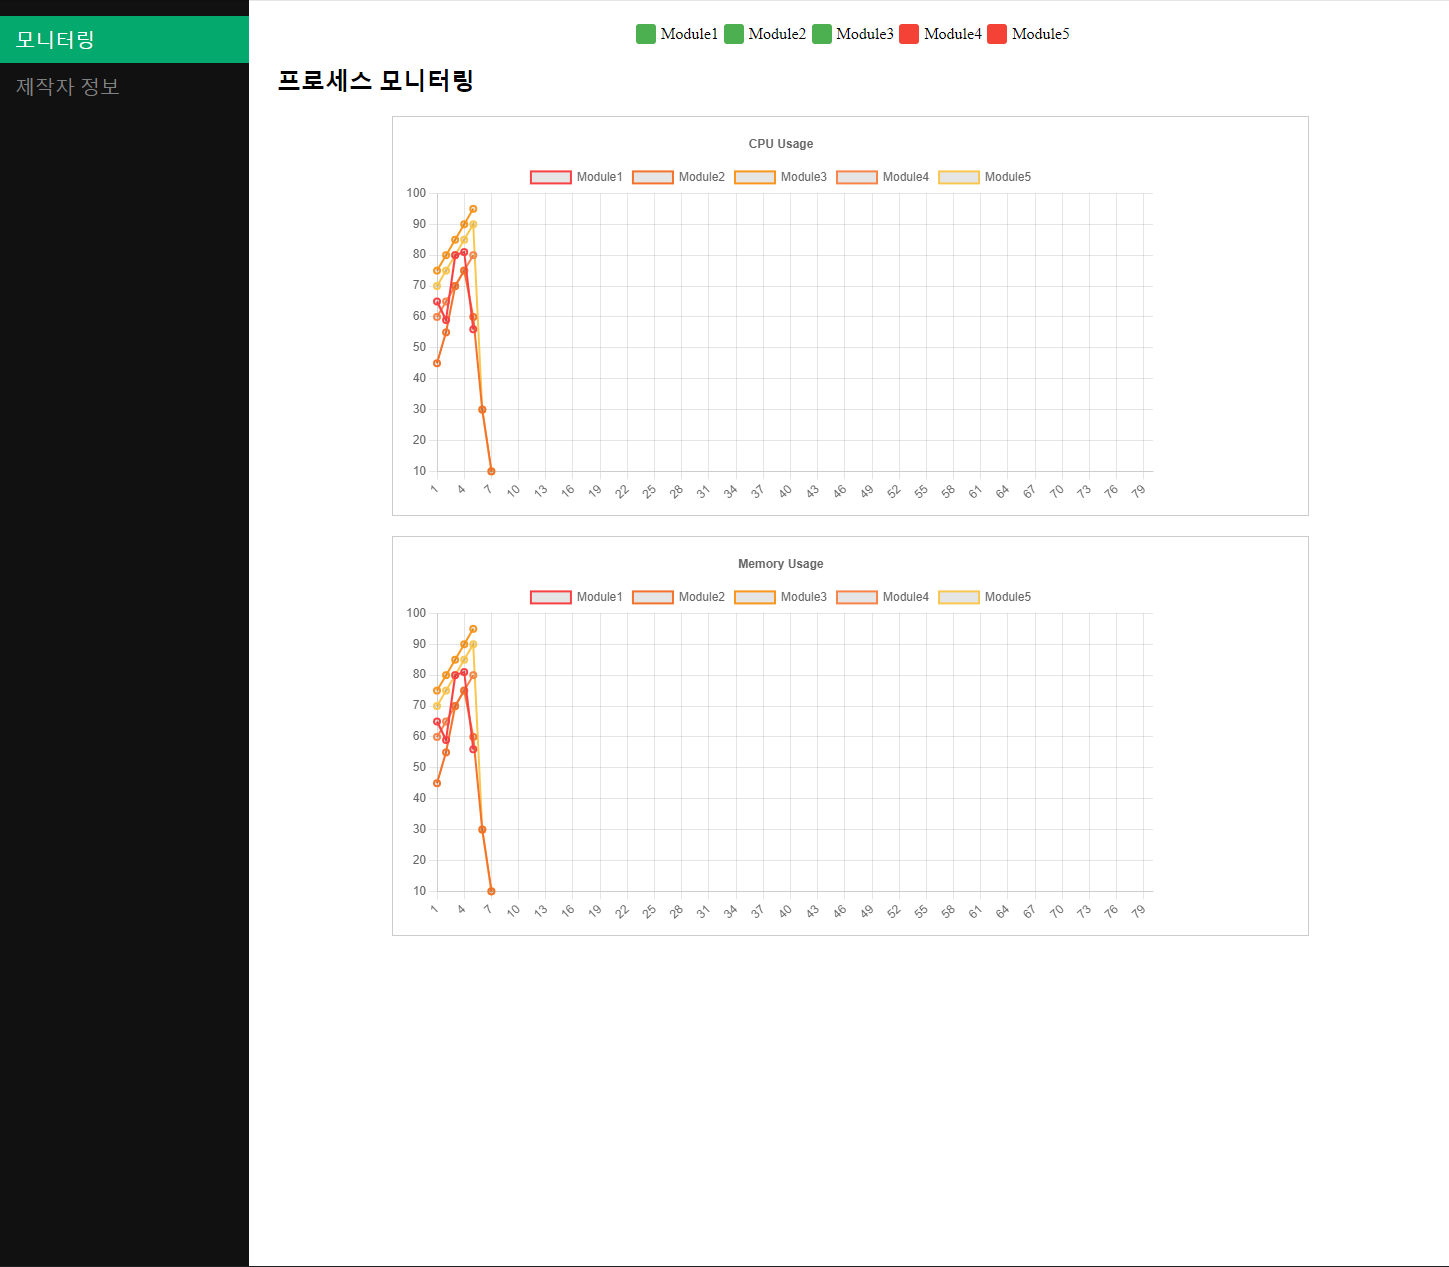 모니터링
제작자 정보
Module1 Module2 Module3 Module4 Module5
프로세스 모니터링
CPU Usage
Module1 Module2 Module3 Module4 Module5
100
90
80
70
60
50
40
30
20
10
1 4 7 10 13 16 19 22 25 28 31 34 37 40 43 46 49 52 55 58 61 64 67 70 73 76 79
Memory Usage
Module1 Module2 Module3 Module4 Module5
100
90
80
70
60
50
40
30
20
10
1 4 7 10 13 16 19 22 25 28 31 34 37 40 43 46 49 52 55 58 61 64 67 70 73 76 79